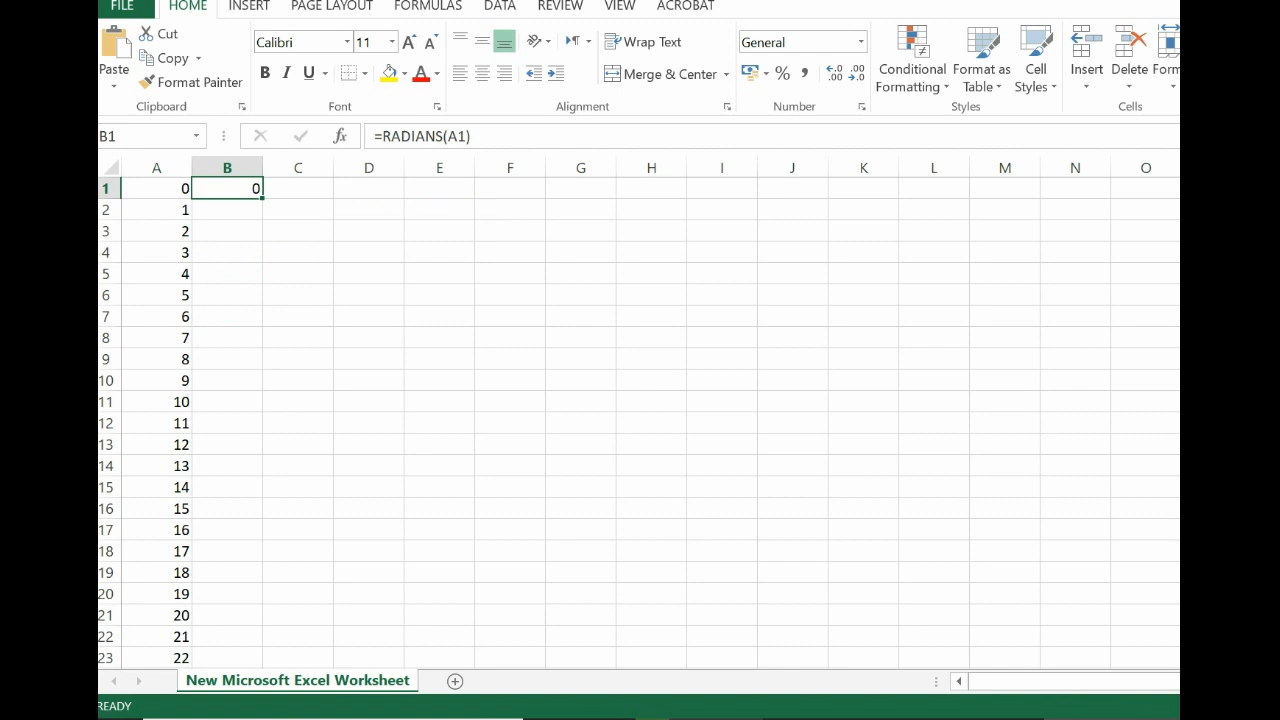 FILE HOME INSERT PAGE LAYOUT FORMULAS DATA REVIEW VIEW ACROBAT
Cut
Copy
Format Painter
Paste
Clipboard
Calibri 11
B I U A
Font
Wrap Text
Merge & Center
Alignment
General
Number
Conditional Formatting
Format as Table
Cell Styles
Styles
Insert Delete Form
Cells
B1 fx =RADIANS(A1)
A B C D E F G H I J K L M N O
1 0 0
2 1
3 2
4 3
5 4
6 5
7 6
8 7
9 8
10 9
11 10
12 11
13 12
14 13
15 14
16 15
17 16
18 17
19 18
20 19
21 20
22 21
23 22
New Microsoft Excel Worksheet
READY